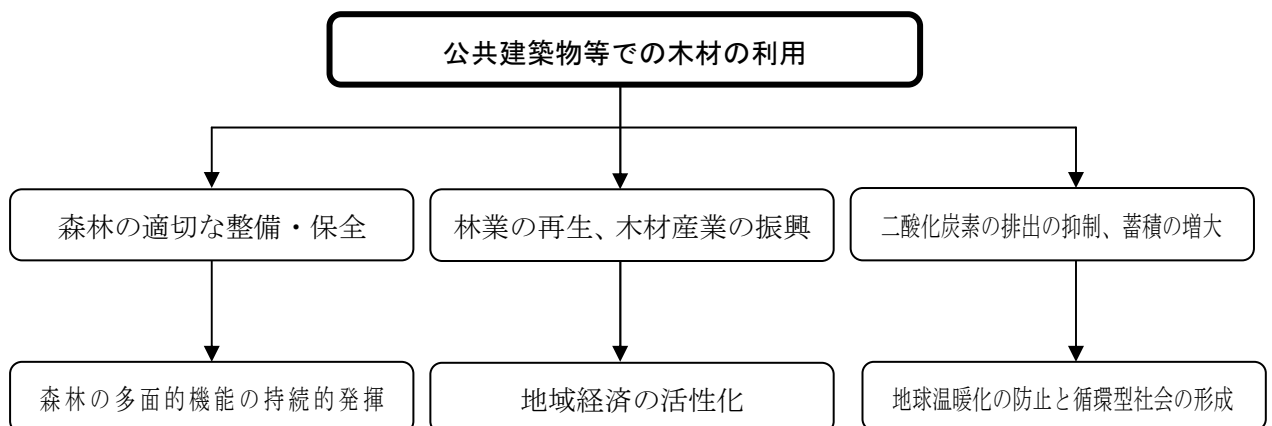 公共建築物等での木材の利用
森林の適切な整備・保全
林業の再生、木材産業の振興
二酸化炭素の排出の抑制、蓄積の増大
森林の多面的機能の持続的発揮
地域経済の活性化
地球温暖化の防止と循環型社会の形成